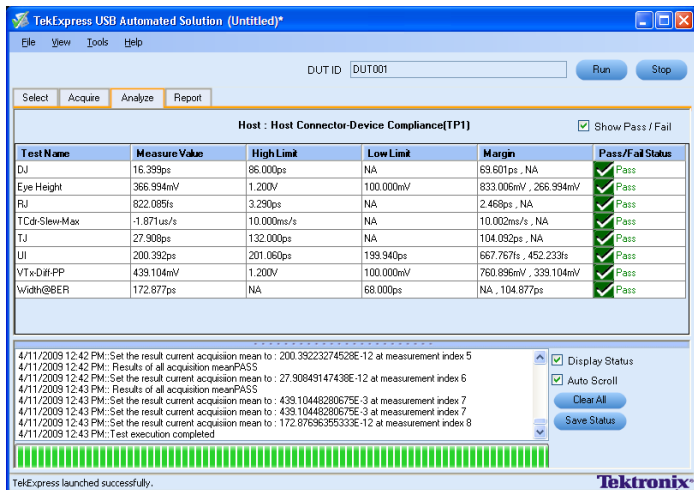 TekExpress USB Automated Solution (Untitled)*
File View Tools Help
DUT ID DUT001 Run Stop
Select Acquire Analyze Report
Host : Host Connector-Device Compliance(TP1) Show Pass / Fail
Test Name Measure Value High Limit Low Limit Margin Pass/Fail Status
DJ 16.399ps 86.000ps NA 69.601ps , NA Pass
Eye Height 366.994mV 1.200V 100.000mV 833.006mV , 266.994mV Pass
RJ 822.085fs 3.290ps NA 2.468ps , NA Pass
TCdr-Slew-Max -1.871us/s 10.000ms/s NA 10.002ms/s , NA Pass
TJ 27.908ps 132.000ps NA 104.092ps , NA Pass
UI 200.392ps 201.060ps 199.940ps 667.767fs , 452.233fs Pass
VTx-Diff-PP 439.104mV 1.200V 100.000mV 760.896mV , 339.104mV Pass
Width@BER 172.877ps NA 68.000ps NA , 104.877ps Pass
4/11/2009 12:42 PM::Set the result current acquisiion mean to : 200.39223274528E-12 at measurement index 5
4/11/2009 12:42 PM:: Results of all acquisition meanPASS
4/11/2009 12:42 PM::Set the result current acquisiion mean to : 27.90849147438E-12 at measurement index 6
4/11/2009 12:43 PM:: Results of all acquisition meanPASS
4/11/2009 12:43 PM::Set the result current acquisiion mean to : 439.10448280675E-3 at measurement index 7
4/11/2009 12:43 PM::Set the result current acquisiion mean to : 439.10448280675E-3 at measurement index 7
4/11/2009 12:43 PM::Set the result current acquisiion mean to : 172.87696355333E-12 at measurement index 8
4/11/2009 12:43 PM::Test execution completed
Display Status
Auto Scroll
Clear All
Save Status
TekExpress launched successfully.
Tektronix